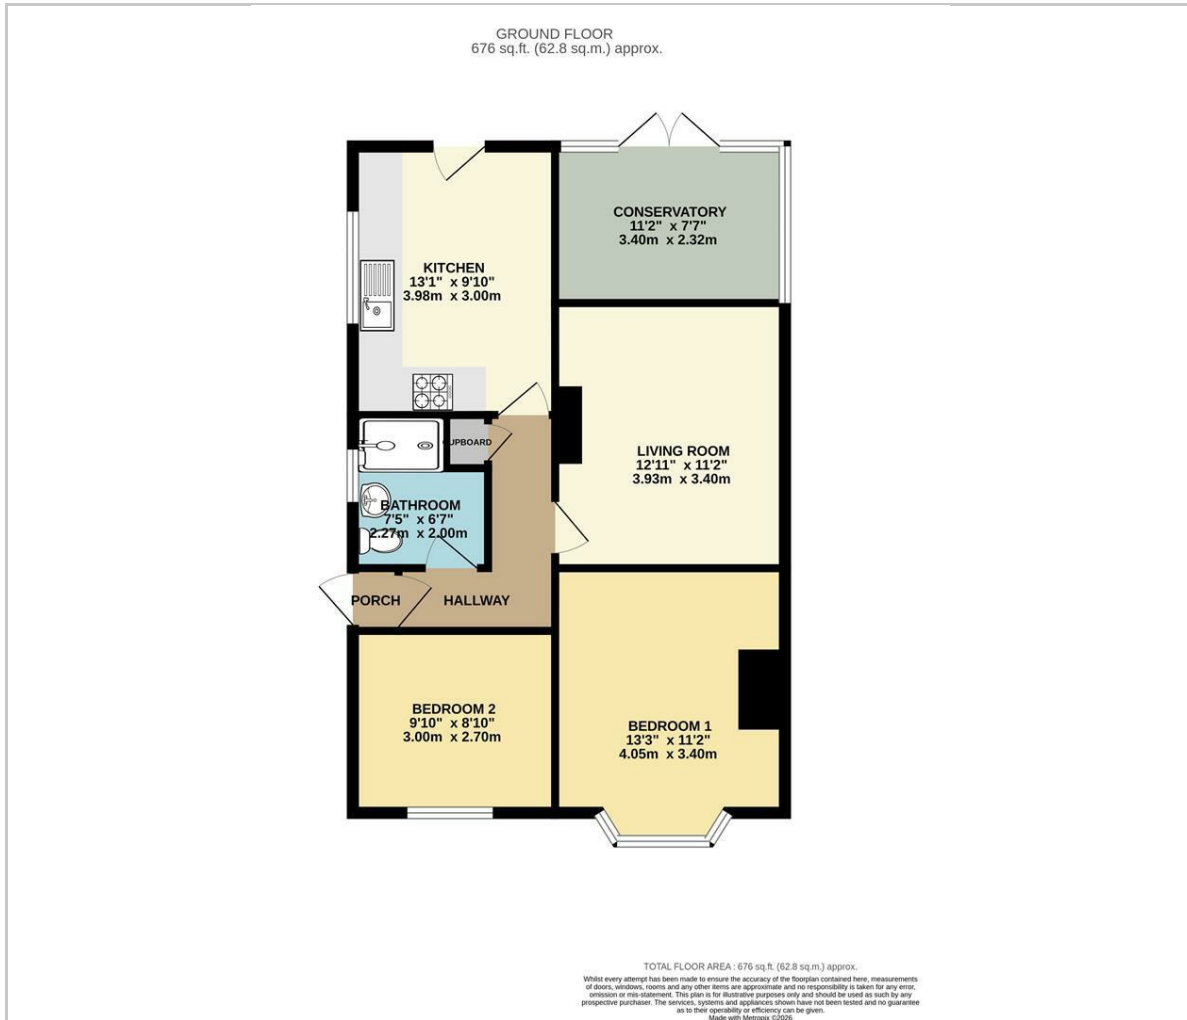 GROUND FLOOR
676 sq.ft. (62.8 sq.m.) approx.
CONSERVATORY
11'2" x 7'7"
3.40m x 2.32m
KITCHEN
13'1" x 9'10"
3.98m x 3.00m
CUPBOARD
LIVING ROOM
12'11" x 11'2"
3.93m x 3.40m
BATHROOM
7'5" x 6'7"
2.27m x 2.00m
PORCH
HALLWAY
BEDROOM 2
9'10" x 8'10"
3.00m x 2.70m
BEDROOM 1
13'3" x 11'2"
4.05m x 3.40m
TOTAL FLOOR AREA : 676 sq.ft. (62.8 sq.m.) approx.
Whilst every attempt has been made to ensure the accuracy of the floorplan contained here, measurements
of doors, windows, rooms and any other items are approximate and no responsibility is taken for any error,
omission or mis-statement. This plan is for illustrative purposes only and should be used as such by any
prospective purchaser. The services, systems and appliances shown have not been tested and no guarantee
as to their operability or efficiency can be given.
Made with Metropix ©2026